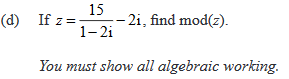 (d) If z = 15/(1 − 2i) − 2i, find mod(z).
You must show all algebraic working.